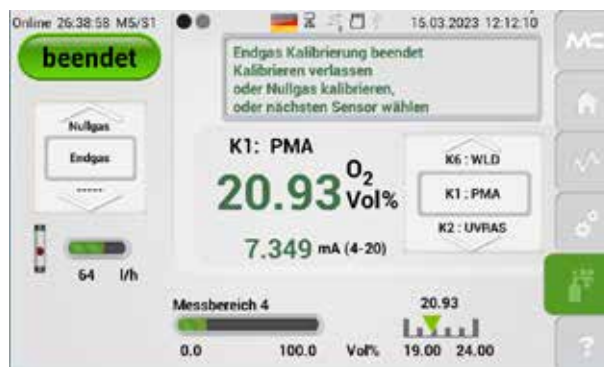 Online 26:38:58 M5/S1
15.03.2023 12:12:10
beendet
Endgas Kalibrierung beendet
Kalibrieren verlassen
oder Nullgas kalibrieren,
oder nächsten Sensor wählen
MC
Nullgas
Endgas
-----
K1: PMA
20.93 O2 Vol%
7.349 mA (4-20)
K6 : WLD
K1 : PMA
K2 : UVRAS
64 l/h
Messbereich 4
0.0 100.0 Vol%
20.93
19.00 24.00
?